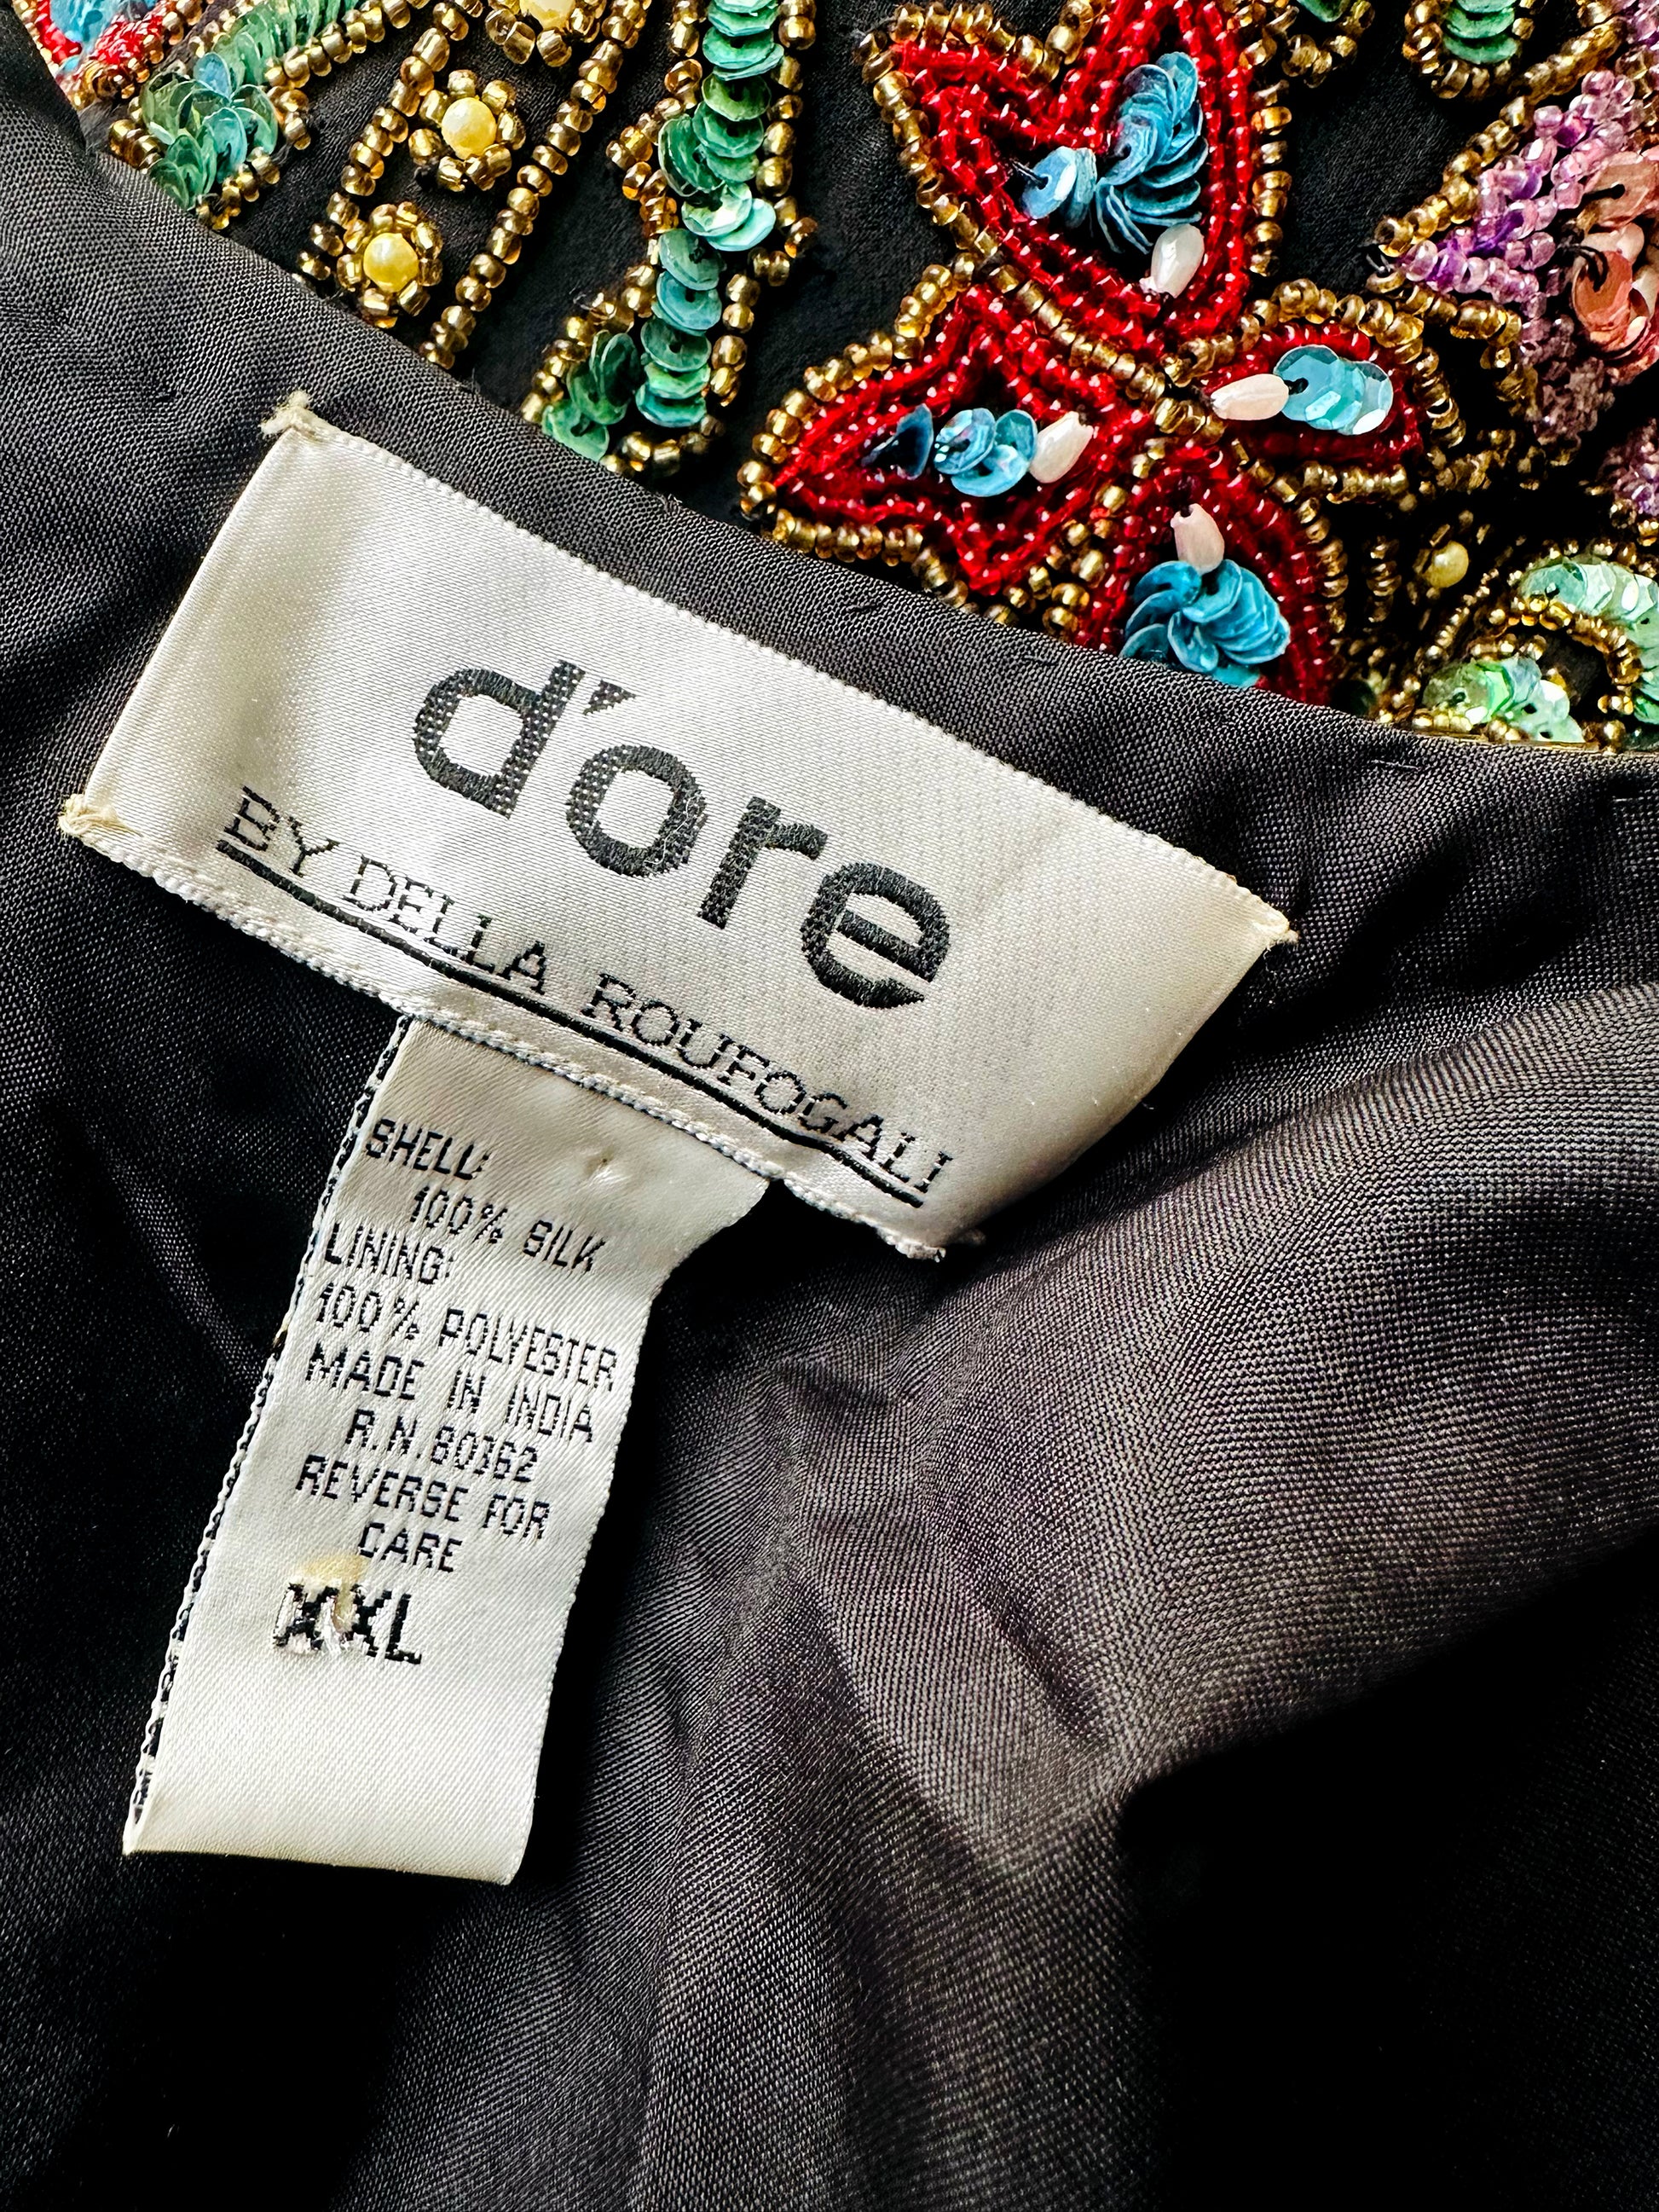 d'ore
BY DELLA ROUFOGALI
SHELL:
100% SILK
LINING:
100% POLYESTER
MADE IN INDIA
R.N.80362
REVERSE FOR
CARE
XXL